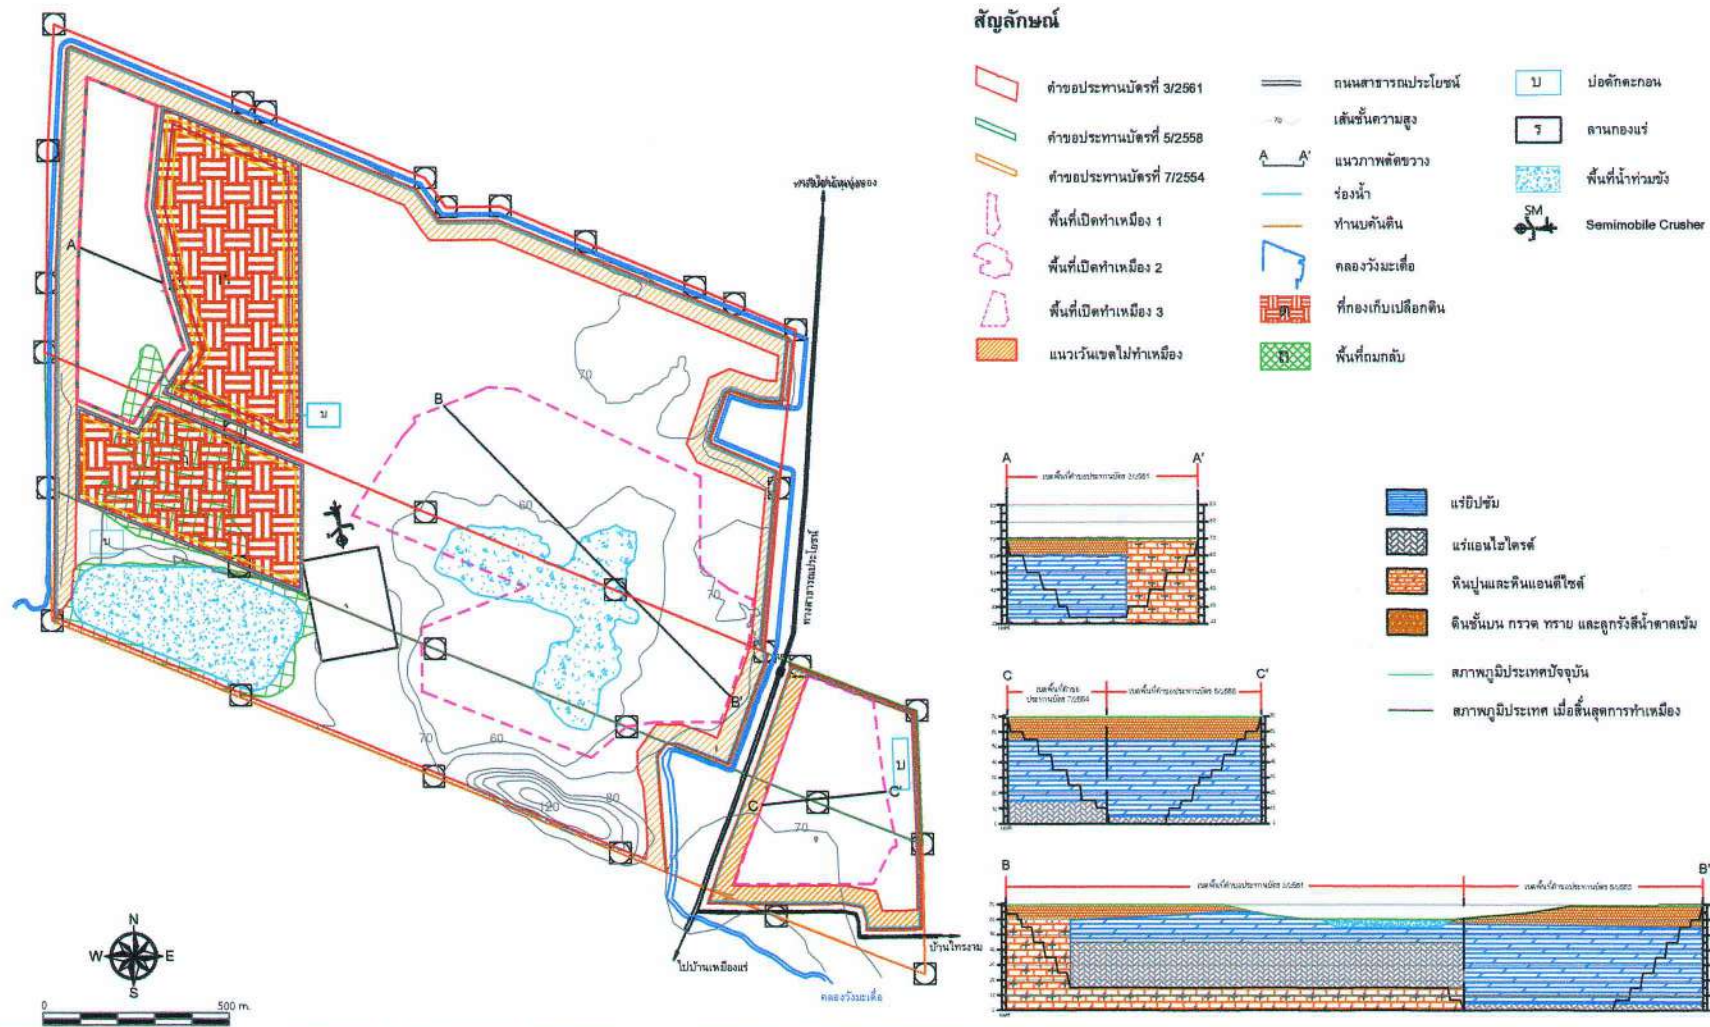 สัญลักษณ์
คำขอประทานบัตรที่ 3/2561
คำขอประทานบัตรที่ 5/2558
คำขอประทานบัตรที่ 7/2554
พื้นที่เปิดทำเหมือง 1
พื้นที่เปิดทำเหมือง 2
พื้นที่เปิดทำเหมือง 3
แนวเว้นเขตไม่ทำเหมือง
ถนนสาธารณประโยชน์
70
เส้นชั้นความสูง
A A'
แนวภาพตัดขวาง
ร่องน้ำ
ทำนบคันดิน
คลองวังมะเดื่อ
ที่กองเก็บเปลือกดิน
พื้นที่ถมกลับ
บ
บ่อดักตะกอน
ร
ลานกองแร่
พื้นที่น้ำท่วมขัง
SM
Semimobile Crusher
A
B
70
บ
60
บ
70
B'
ทางสาธารณประโยชน์
70
60
80
120
บ
C
C'
70
ไปบ้านเหมืองแร่
บ้านไทรงาม
คลองวังมะเดื่อ
N
W
E
S
0
500 m.
A
A'
C
C'
B
B'
แร่ยิปซัม
แร่แอนไฮไดรต์
หินปูนและหินแอนดีไซต์
ดินชั้นบน กรวด ทราย และลูกรังสีน้ำตาลเข้ม
สภาพภูมิประเทศปัจจุบัน
สภาพภูมิประเทศ เมื่อสิ้นสุดการทำเหมือง